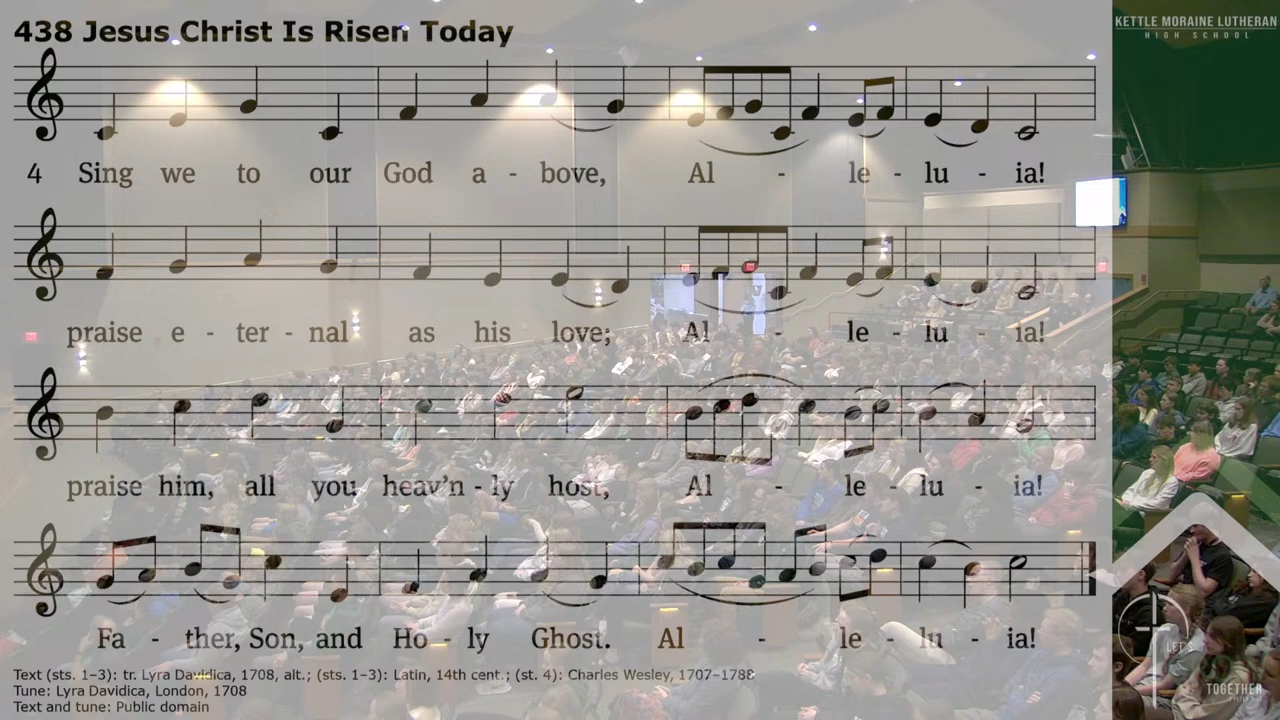 438 Jesus Christ Is Risen Today
KETTLE MORAINE LUTHERAN
HIGH SCHOOL
4 Sing we to our God a - bove, Al - le - lu - ia!
praise e - ter - nal as his love; Al - le - lu - ia!
praise him, all you heav'n - ly host, Al - le - lu - ia!
Fa - ther, Son, and Ho - ly Ghost. Al - le - lu - ia!
Text (sts. 1–3): tr. Lyra Davidica, 1708, alt.; (sts. 1–3): Latin, 14th cent.; (st. 4): Charles Wesley, 1707–1788
Tune: Lyra Davidica, London, 1708
Text and tune: Public domain
LET'S
TOGETHER